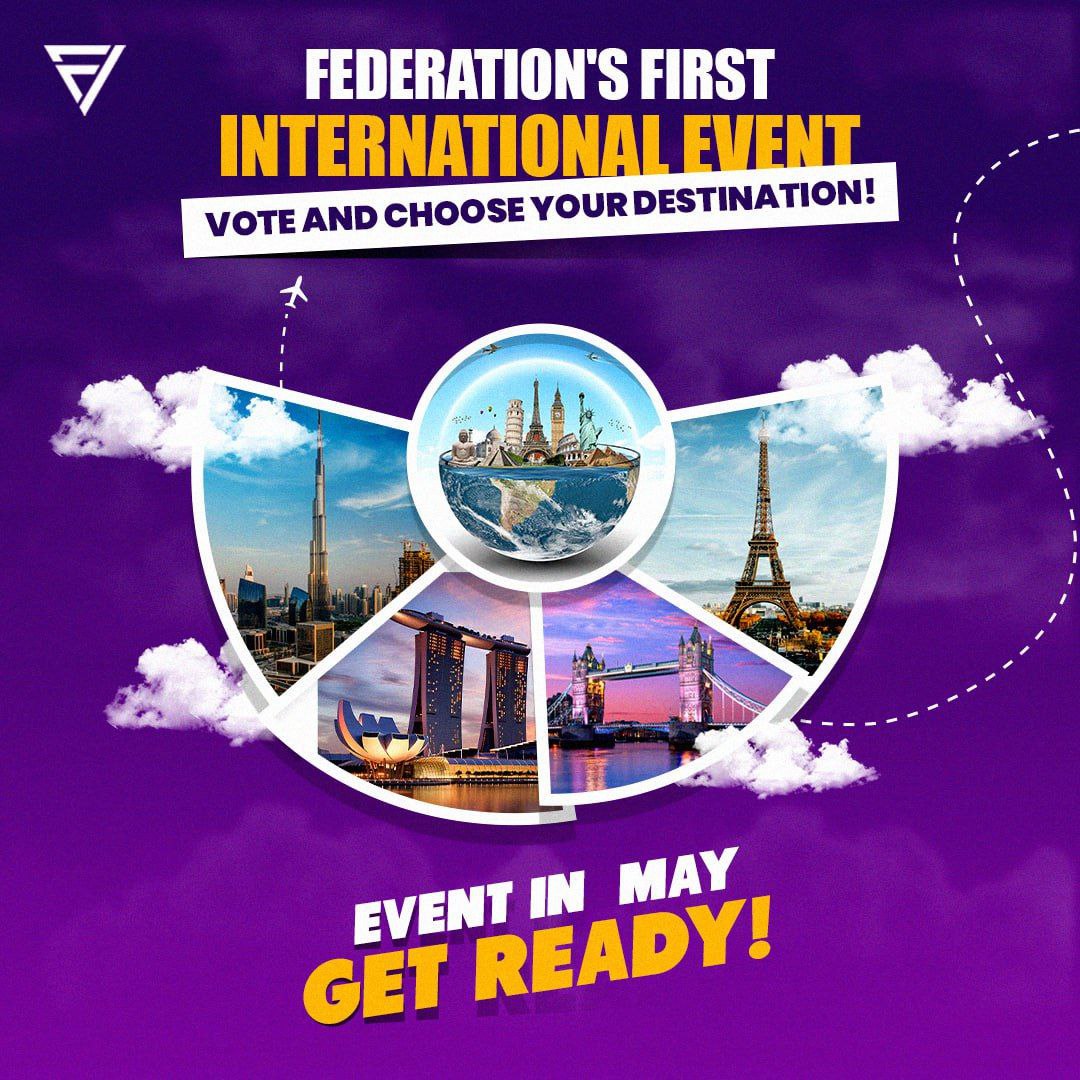 FEDERATION'S FIRST
INTERNATIONAL EVENT
VOTE AND CHOOSE YOUR DESTINATION!
EVENT IN MAY
GET READY!